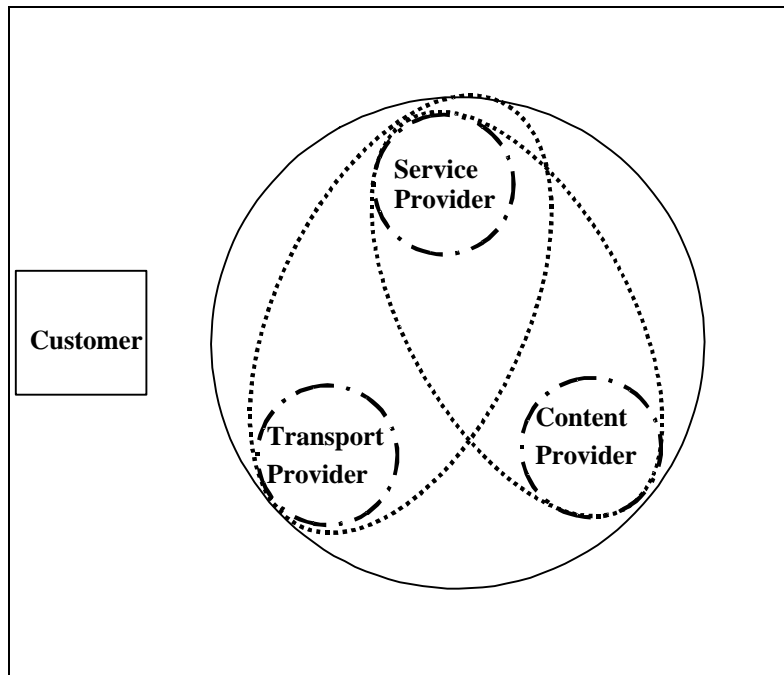 Service
Provider
Customer
Transport
Provider
Content
Provider